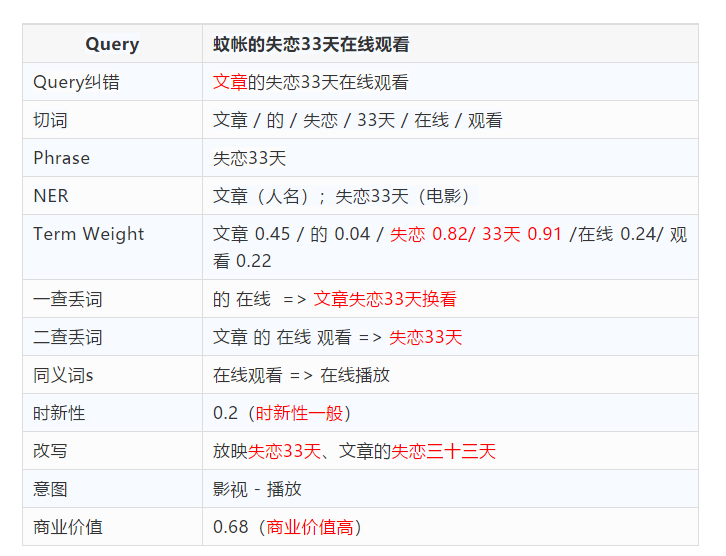 Query 蚊帐的失恋33天在线观看
Query纠错 文章的失恋33天在线观看
切词 文章 / 的 / 失恋 / 33天 / 在线 / 观看
Phrase 失恋33天
NER 文章（人名）；失恋33天（电影）
Term Weight 文章 0.45 / 的 0.04 / 失恋 0.82/ 33天 0.91 /在线 0.24/ 观
看 0.22
一查丢词 的 在线 => 文章失恋33天换看
二查丢词 文章 的 在线 观看 => 失恋33天
同义词s 在线观看 => 在线播放
时新性 0.2（时新性一般）
改写 放映失恋33天、文章的失恋三十三天
意图 影视 - 播放
商业价值 0.68（商业价值高）